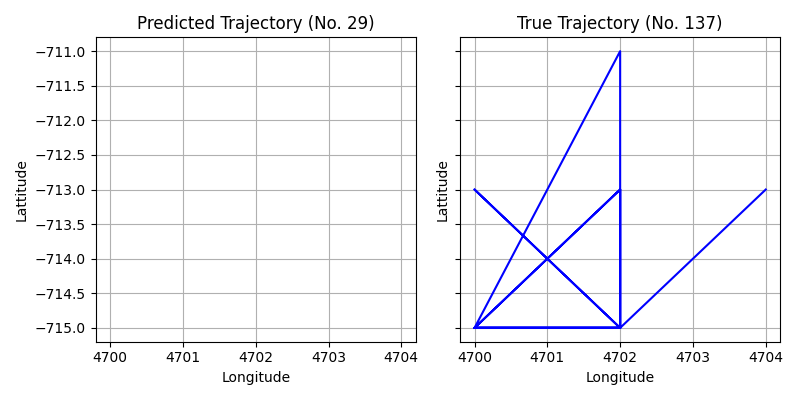 Predicted Trajectory (No. 29)
True Trajectory (No. 137)
−711.0
−711.5
−712.0
−712.5
−713.0
−713.5
−714.0
−714.5
−715.0
Lattitude
Lattitude
4700 4701 4702 4703 4704
4700 4701 4702 4703 4704
Longitude
Longitude